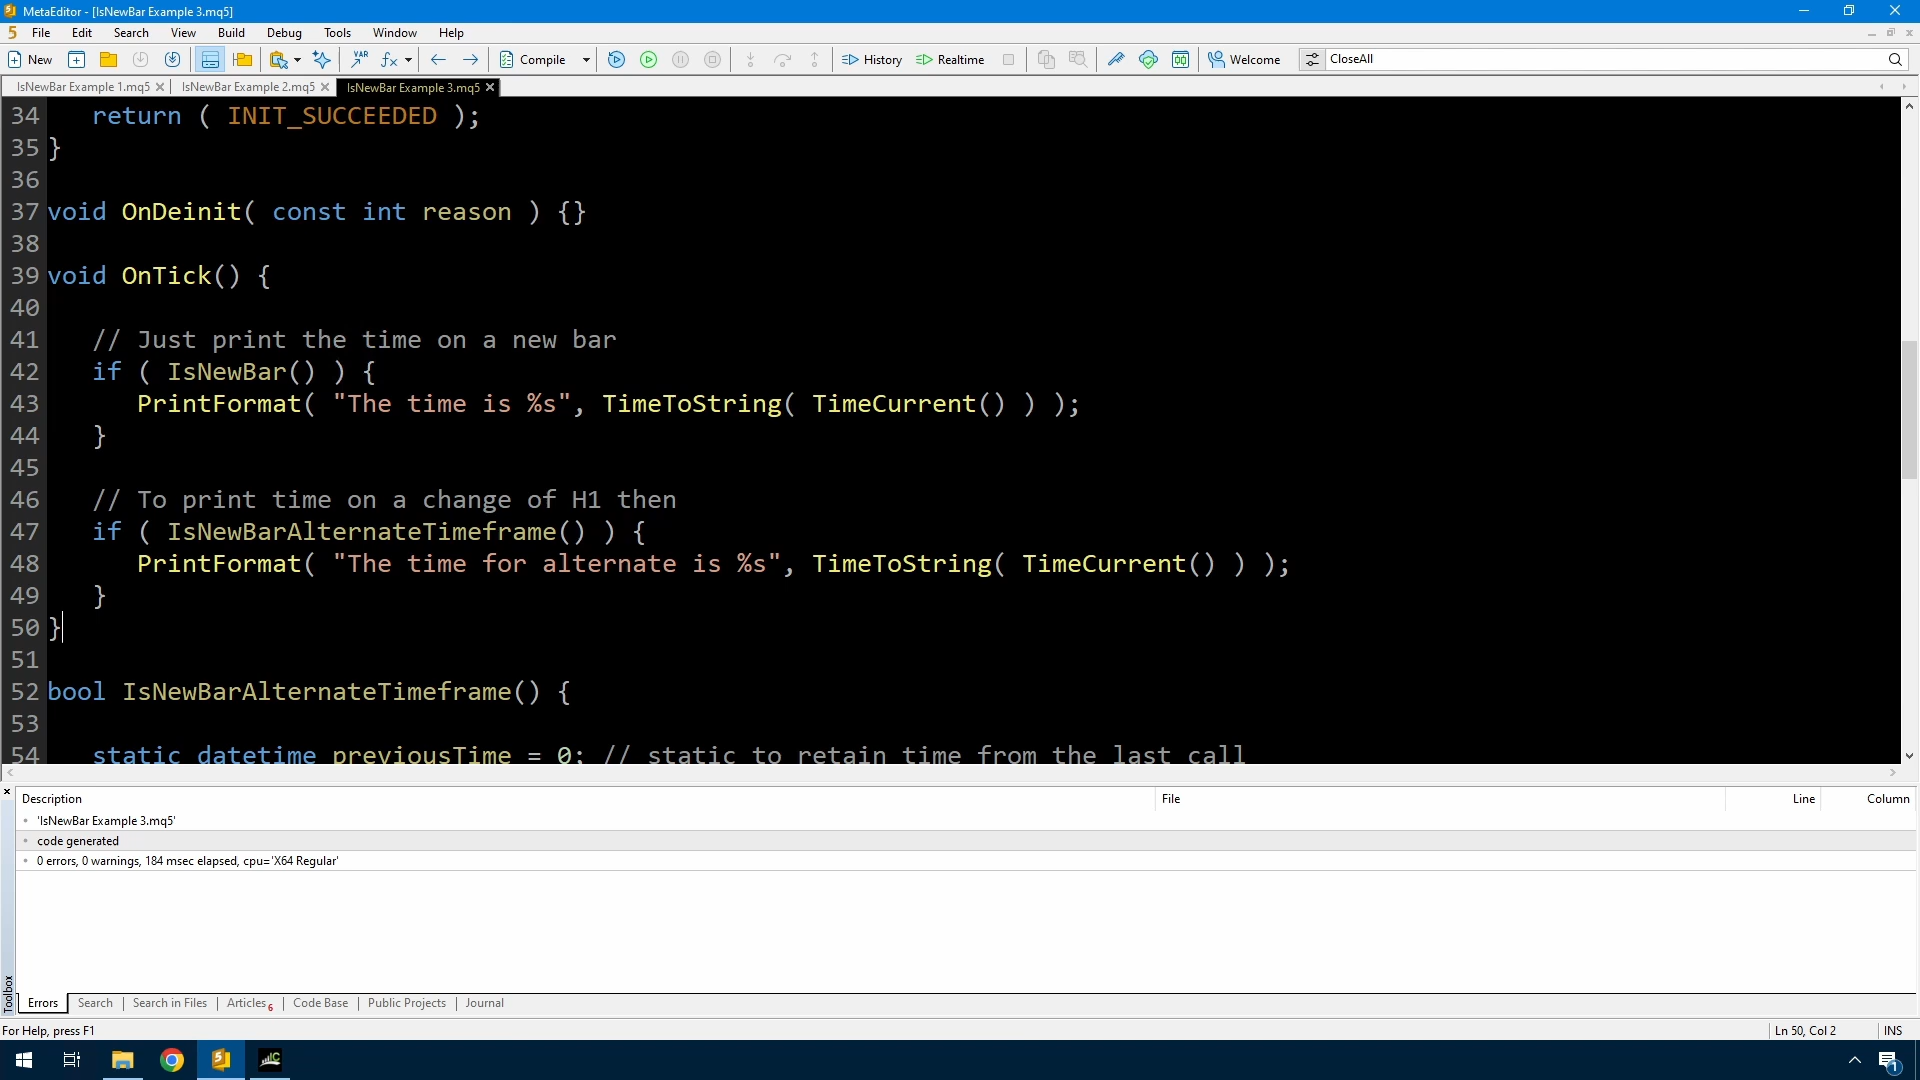 MetaEditor - [IsNewBar Example 3.mq5]
5 File Edit Search View Build Debug Tools Window Help
New VAR fx Compile History Realtime Welcome CloseAll
IsNewBar Example 1.mq5 IsNewBar Example 2.mq5 IsNewBar Example 3.mq5
34 return ( INIT_SUCCEEDED );
35 }
36
37 void OnDeinit( const int reason ) {}
38
39 void OnTick() {
40
41 // Just print the time on a new bar
42 if ( IsNewBar() ) {
43 PrintFormat( "The time is %s", TimeToString( TimeCurrent() ) );
44 }
45
46 // To print time on a change of H1 then
47 if ( IsNewBarAlternateTimeframe() ) {
48 PrintFormat( "The time for alternate is %s", TimeToString( TimeCurrent() ) );
49 }
50 }
51
52 bool IsNewBarAlternateTimeframe() {
53
54 static datetime previousTime = 0; // static to retain time from the last call
Description File Line Column
'IsNewBar Example 3.mq5'
code generated
0 errors, 0 warnings, 184 msec elapsed, cpu='X64 Regular'
Toolbox
Errors Search Search in Files Articles 6 Code Base Public Projects Journal
For Help, press F1 Ln 50, Col 2 INS
5 IC 1